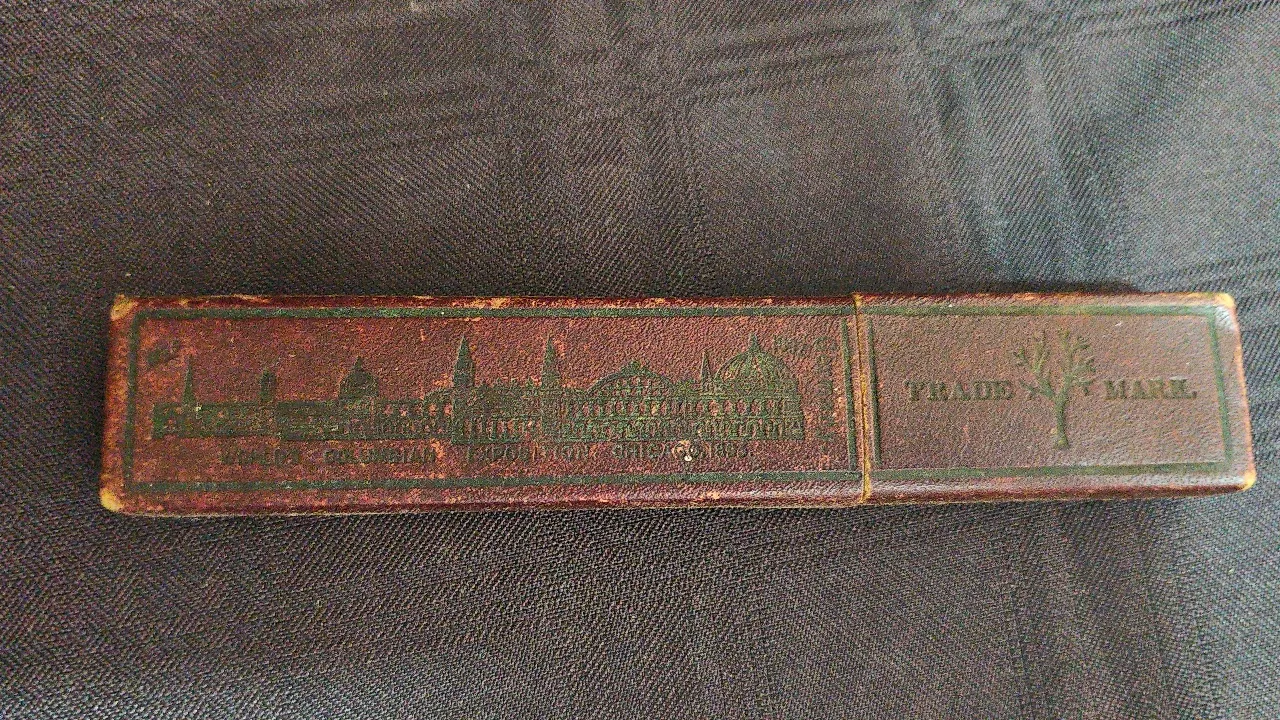 WORLD'S COLUMBIAN EXPOSITION CHICAGO, 1893.
TRADE MARK.